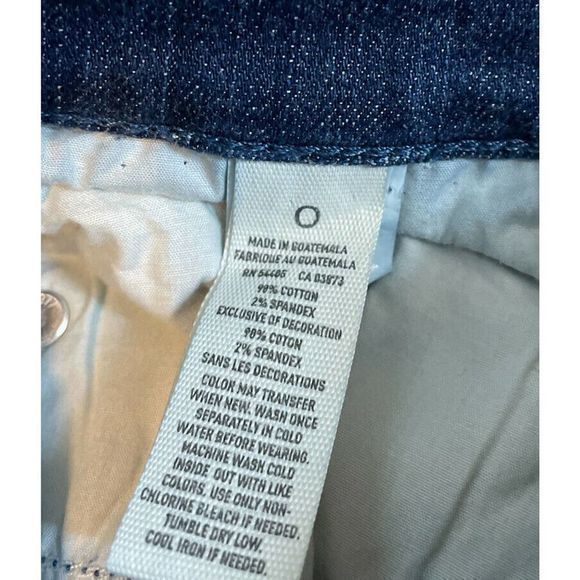 O
MADE IN GUATEMALA
FABRIQUE AU GUATEMALA
RN 54485 CA 03873
98% COTTON
2% SPANDEX
EXCLUSIVE OF DECORATION
98% COTON
2% SPANDEX
SANS LES DECORATIONS
COLOR MAY TRANSFER
WHEN NEW. WASH ONCE
SEPARATELY IN COLD
WATER BEFORE WEARING.
MACHINE WASH COLD
INSIDE OUT WITH LIKE
COLORS. USE ONLY NON-
CHLORINE BLEACH IF NEEDED.
TUMBLE DRY LOW.
COOL IRON IF NEEDED.